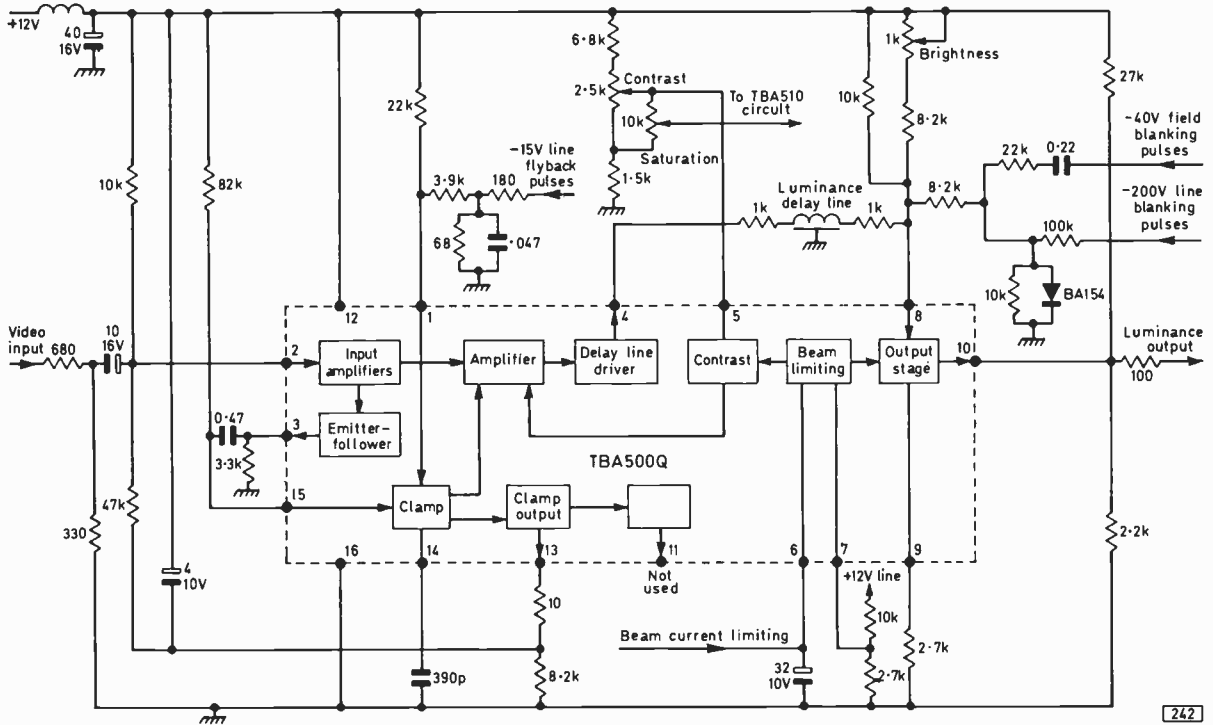 +12V
40
16V
6·8k
1k
Brightness
Contrast
2·5k
To TBA510
circuit
27k
22k
10k
10k
8·2k
-40V field
blanking
pulses
22k
0·22
Saturation
-15V line
flyback
pulses
10k
82k
3·9k
180
1·5k
Luminance
delay line
8·2k
-200V line
blanking
pulses
1k
1k
100k
68
·047
10k
BA154
12
1
4
5
8
Video
input
680
10
16V
2
Input
amplifiers
Amplifier
Delay line
driver
Contrast
Beam
limiting
Output
stage
10
Luminance
output
100
0·47
3
Emitter-
follower
3·3k
TBA500Q
15
47k
Clamp
Clamp
output
330
2·2k
16
14
13
11
6
7
9
Not
used
4
10V
+12V line
10
10k
Beam current limiting
390p
8·2k
32
10V
2·7k
2·7k
242